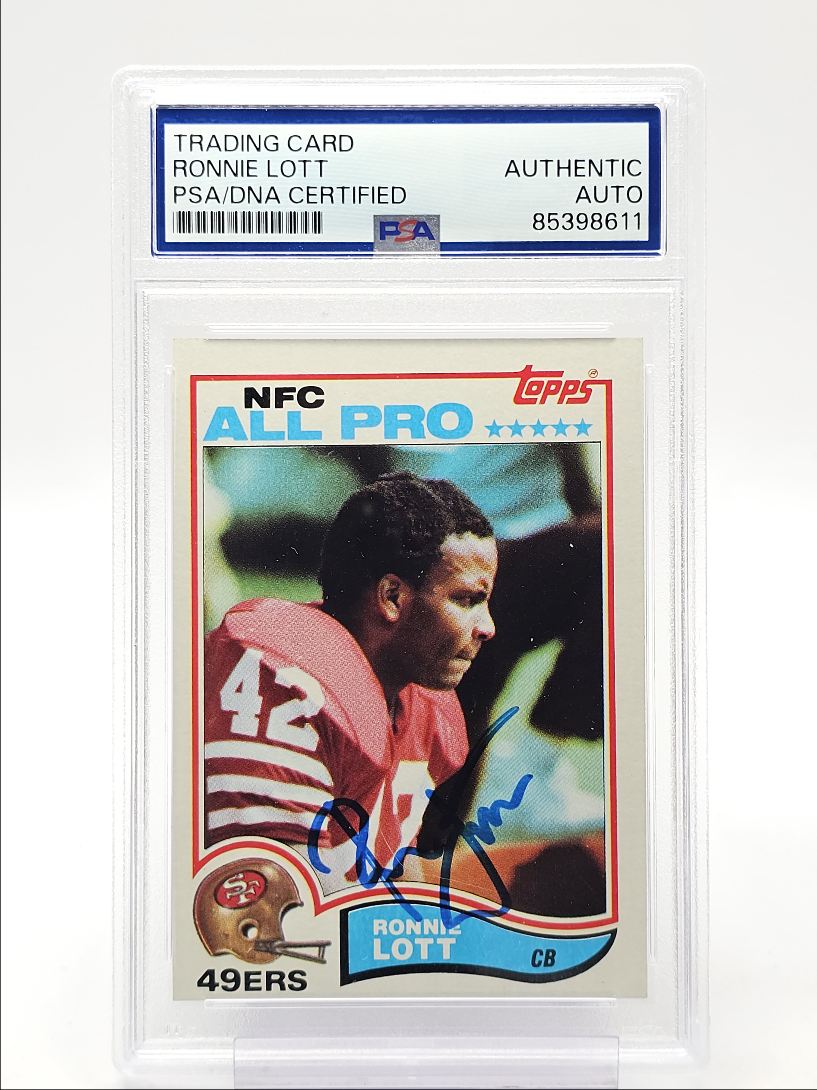 TRADING CARD
RONNIE LOTT
PSA/DNA CERTIFIED
AUTHENTIC
AUTO
85398611
PSA
topps
NFC
ALL PRO
42
SF
49ERS
RONNIE
LOTT
CB